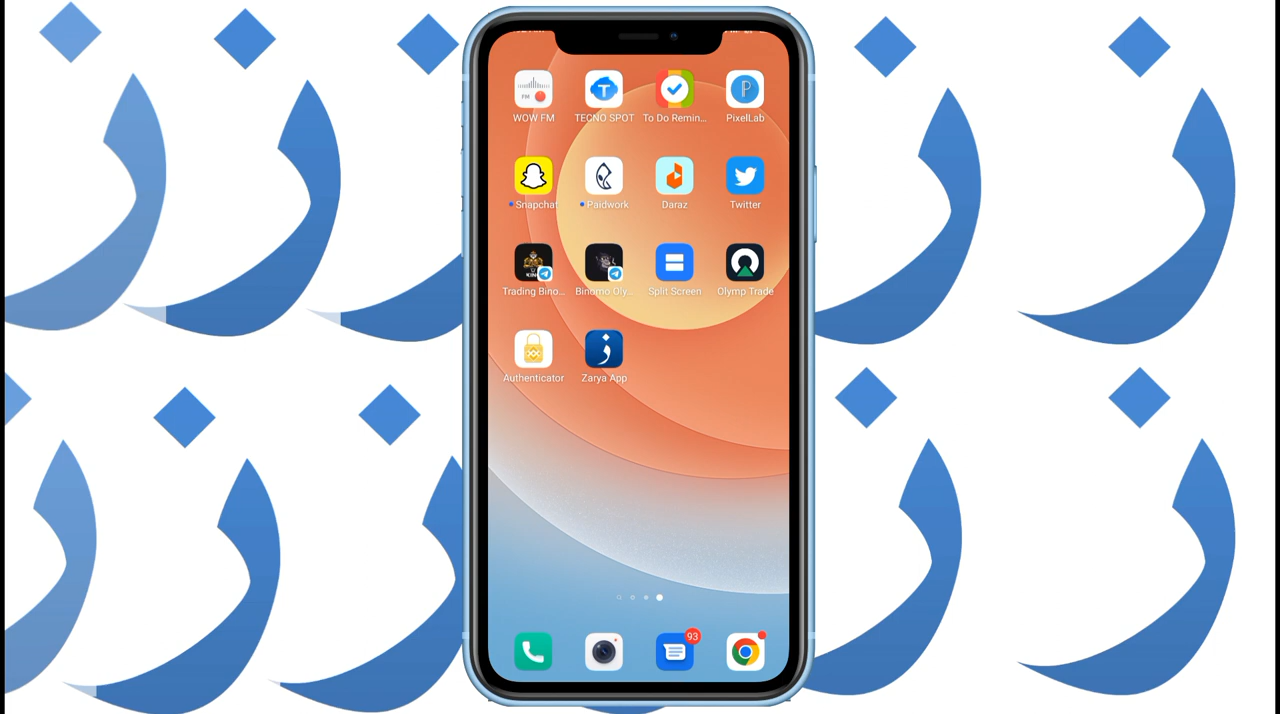 ز ز ز ز ز
WOW FM TECNO SPOT To Do Remin... PixelLab
Snapchat Paidwork Daraz Twitter
Trading Bino... Binomo Oly... Split Screen Olymp Trade
Authenticator Zarya App
ز ز ز ز ز
93